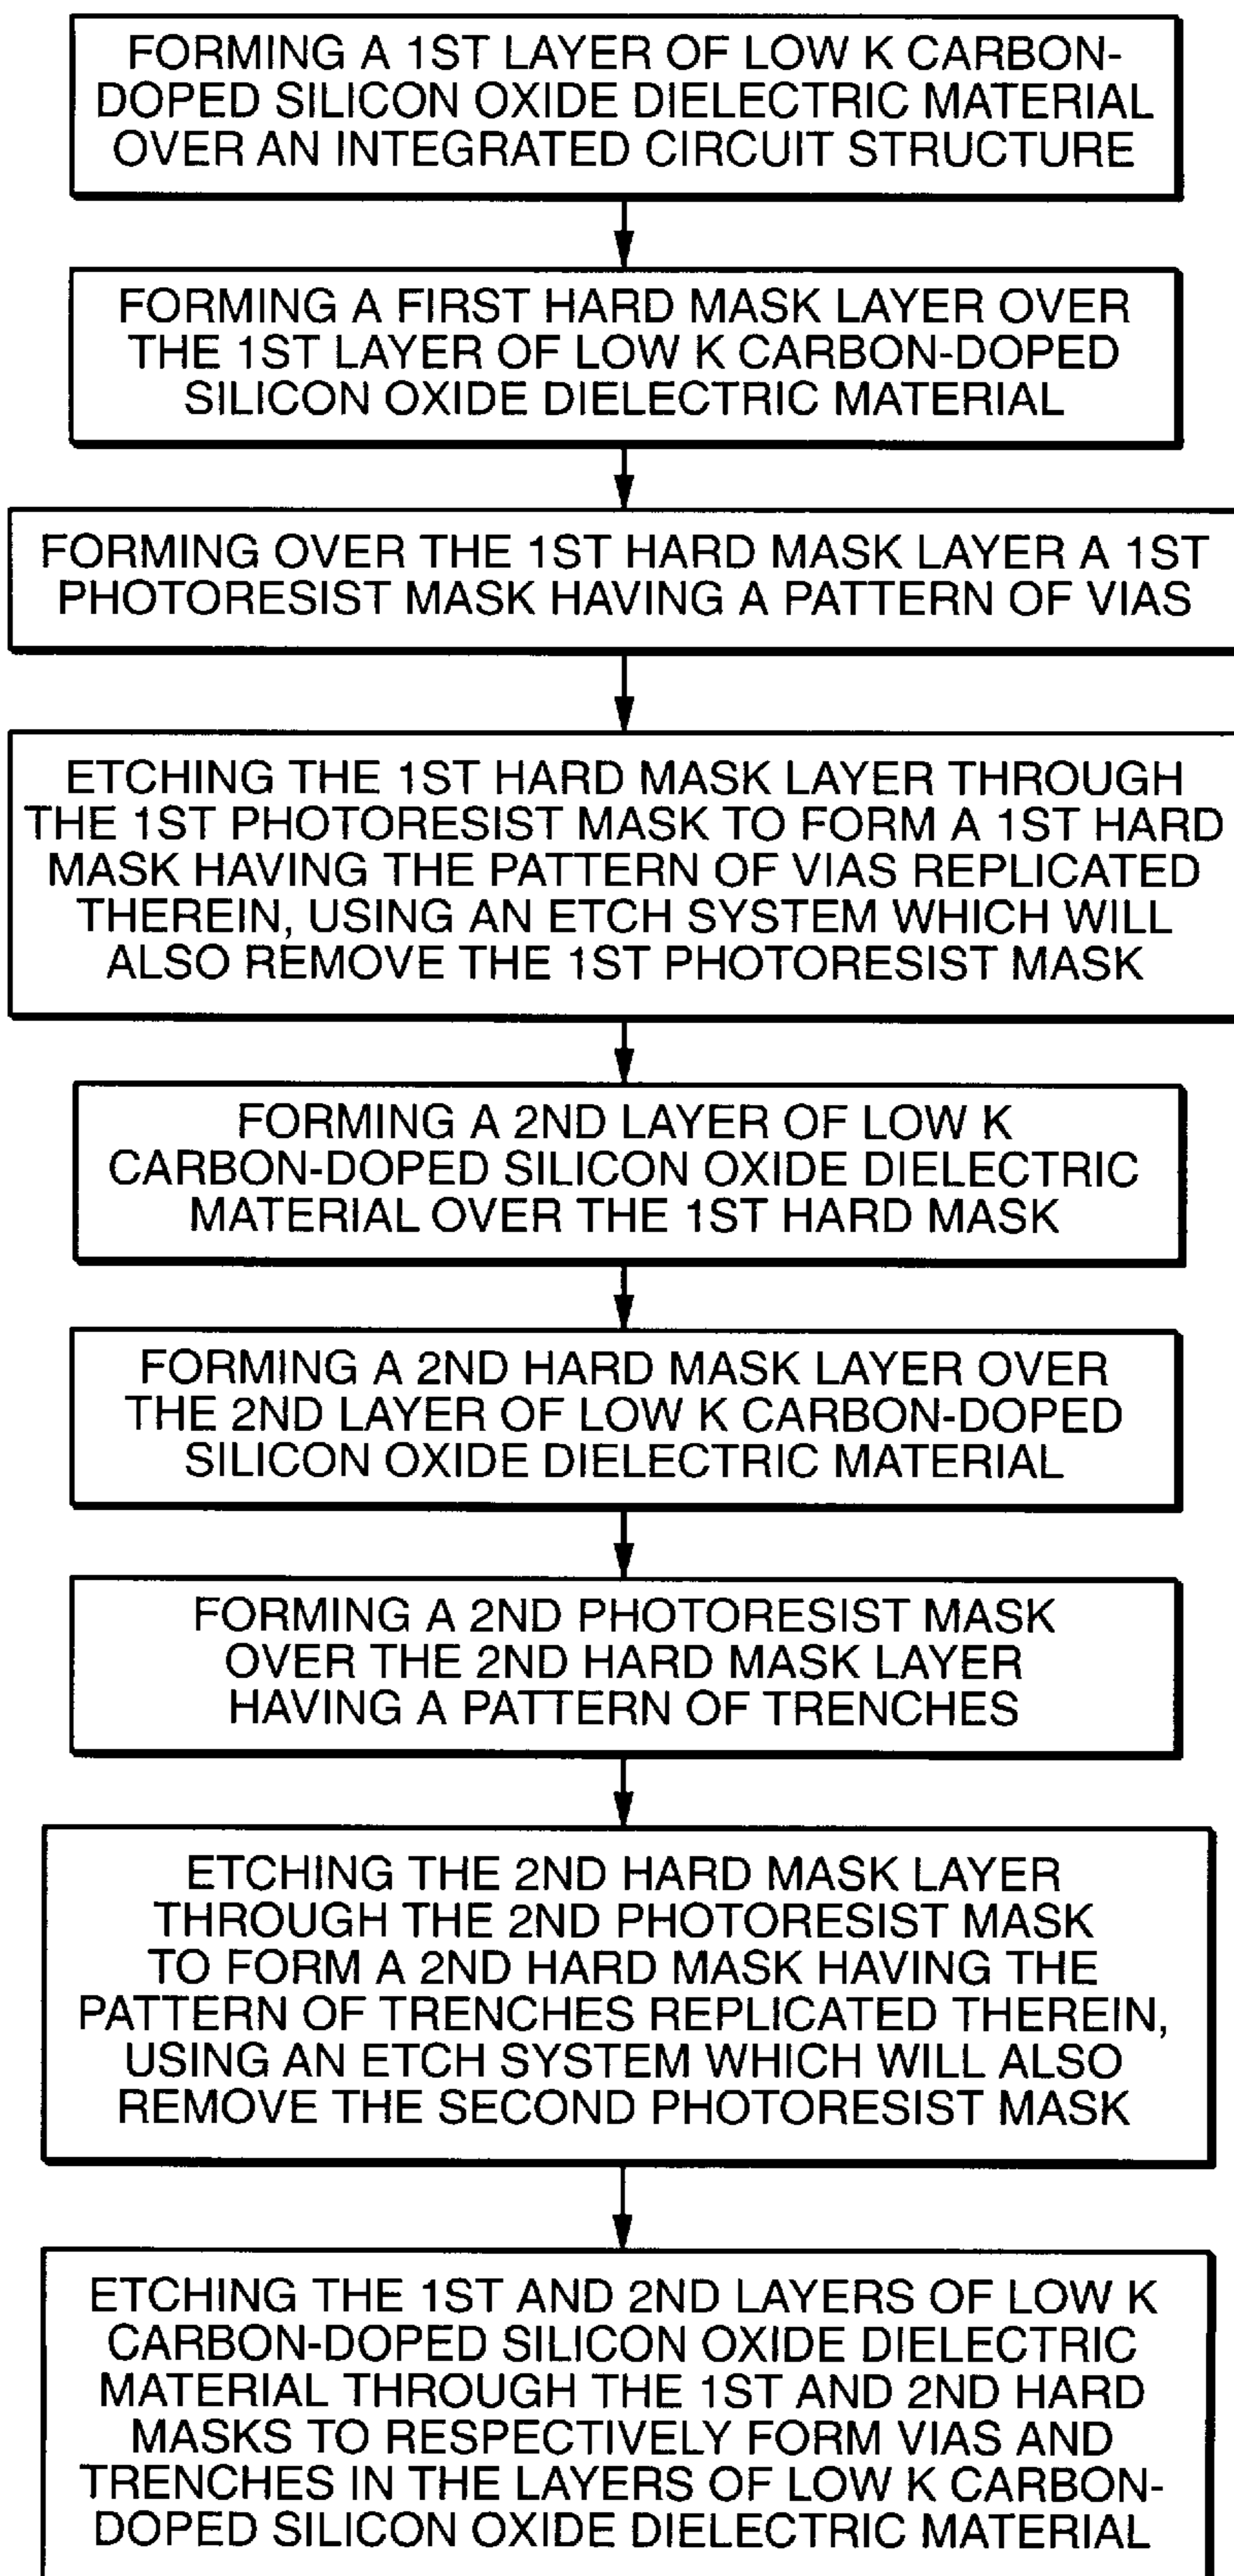 FORMING A 1ST LAYER OF LOW K CARBON-
DOPED SILICON OXIDE DIELECTRIC MATERIAL
OVER AN INTEGRATED CIRCUIT STRUCTURE
FORMING A FIRST HARD MASK LAYER OVER
THE 1ST LAYER OF LOW K CARBON-DOPED
SILICON OXIDE DIELECTRIC MATERIAL
FORMING OVER THE 1ST HARD MASK LAYER A 1ST
PHOTORESIST MASK HAVING A PATTERN OF VIAS
ETCHING THE 1ST HARD MASK LAYER THROUGH
THE 1ST PHOTORESIST MASK TO FORM A 1ST HARD
MASK HAVING THE PATTERN OF VIAS REPLICATED
THEREIN, USING AN ETCH SYSTEM WHICH WILL
ALSO REMOVE THE 1ST PHOTORESIST MASK
FORMING A 2ND LAYER OF LOW K
CARBON-DOPED SILICON OXIDE DIELECTRIC
MATERIAL OVER THE 1ST HARD MASK
FORMING A 2ND HARD MASK LAYER OVER
THE 2ND LAYER OF LOW K CARBON-DOPED
SILICON OXIDE DIELECTRIC MATERIAL
FORMING A 2ND PHOTORESIST MASK
OVER THE 2ND HARD MASK LAYER
HAVING A PATTERN OF TRENCHES
ETCHING THE 2ND HARD MASK LAYER
THROUGH THE 2ND PHOTORESIST MASK
TO FORM A 2ND HARD MASK HAVING THE
PATTERN OF TRENCHES REPLICATED THEREIN,
USING AN ETCH SYSTEM WHICH WILL ALSO
REMOVE THE SECOND PHOTORESIST MASK
ETCHING THE 1ST AND 2ND LAYERS OF LOW K
CARBON-DOPED SILICON OXIDE DIELECTRIC
MATERIAL THROUGH THE 1ST AND 2ND HARD
MASKS TO RESPECTIVELY FORM VIAS AND
TRENCHES IN THE LAYERS OF LOW K CARBON-
DOPED SILICON OXIDE DIELECTRIC MATERIAL